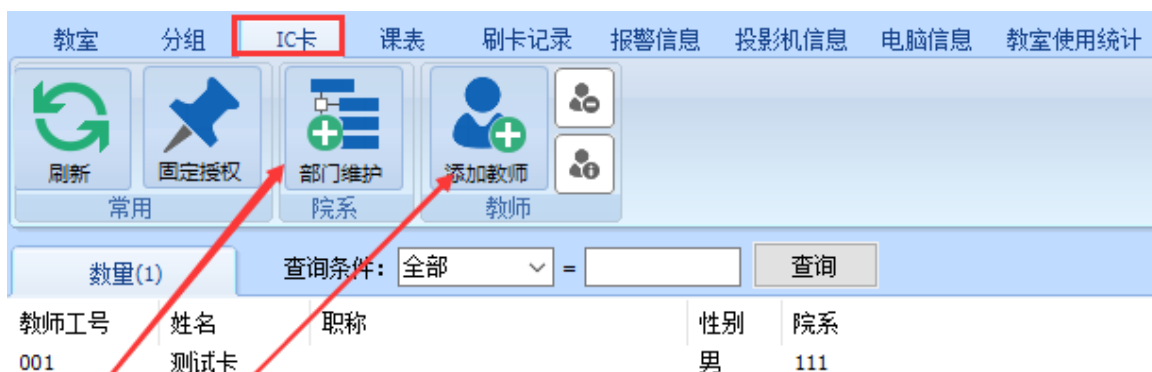 教室 分组 IC卡 课表 刷卡记录 报警信息 投影机信息 电脑信息 教室使用统计
刷新 固定授权 部门维护 添加教师
常用 院系 教师
数量(1) 查询条件: 全部 = 查询
教师工号 姓名 职称 性别 院系
001 测试卡 男 111